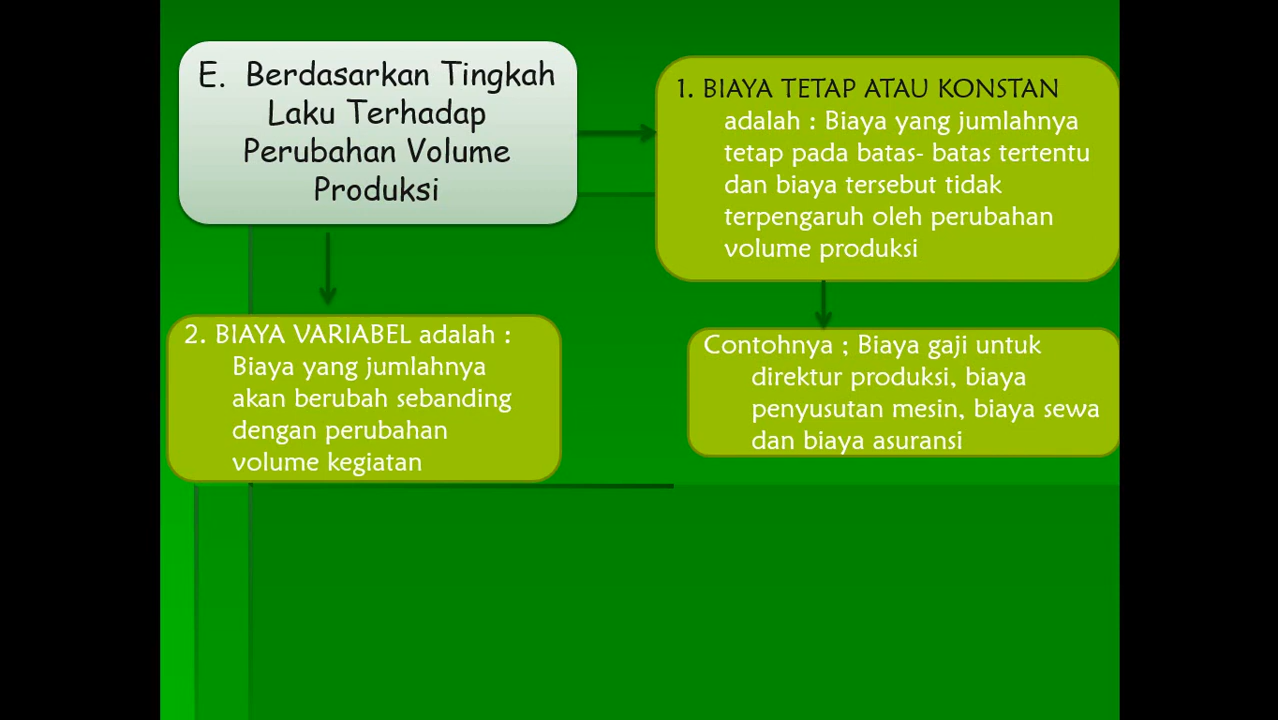 E. Berdasarkan Tingkah
Laku Terhadap
Perubahan Volume
Produksi
1. BIAYA TETAP ATAU KONSTAN
adalah : Biaya yang jumlahnya
tetap pada batas- batas tertentu
dan biaya tersebut tidak
terpengaruh oleh perubahan
volume produksi
2. BIAYA VARIABEL adalah :
Biaya yang jumlahnya
akan berubah sebanding
dengan perubahan
volume kegiatan
Contohnya ; Biaya gaji untuk
direktur produksi, biaya
penyusutan mesin, biaya sewa
dan biaya asuransi